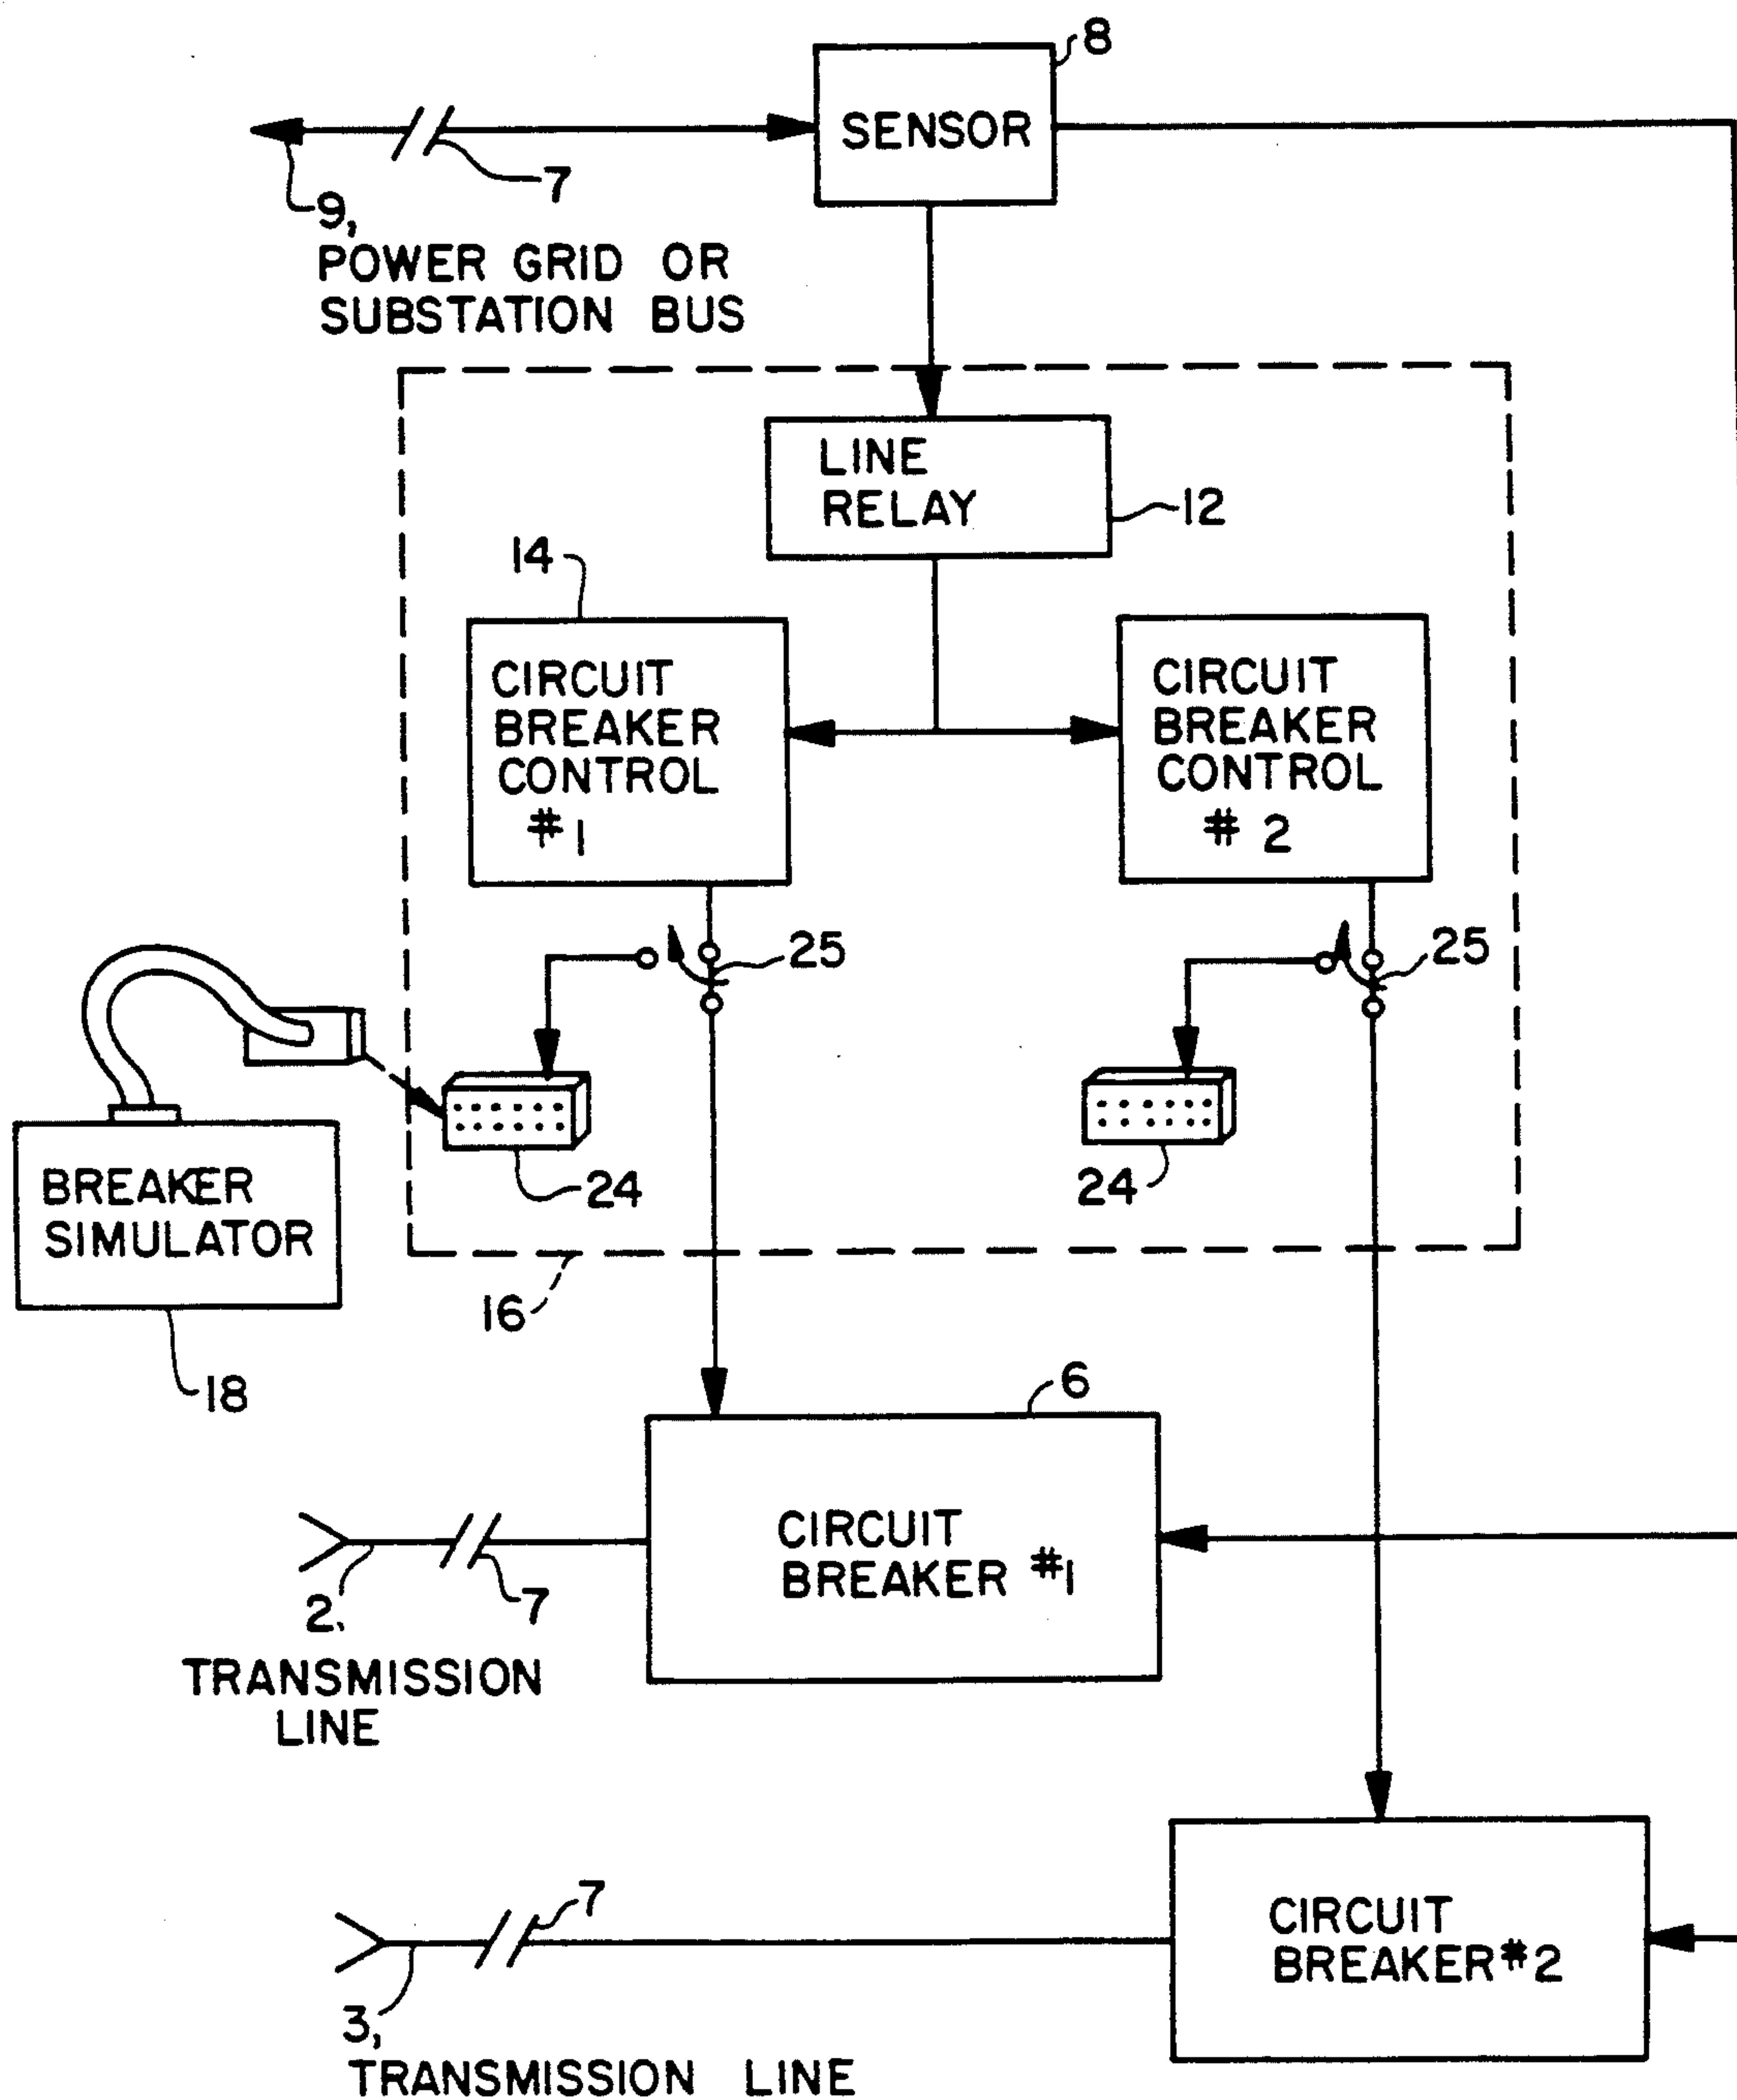 8
SENSOR
7
9,
POWER GRID OR
SUBSTATION BUS
LINE
RELAY
12
14
CIRCUIT
BREAKER
CONTROL
#1
CIRCUIT
BREAKER
CONTROL
# 2
25
25
BREAKER
SIMULATOR
24
24
16
18
6
CIRCUIT
BREAKER #1
2,
7
TRANSMISSION
LINE
7
CIRCUIT
BREAKER #2
3,
TRANSMISSION LINE